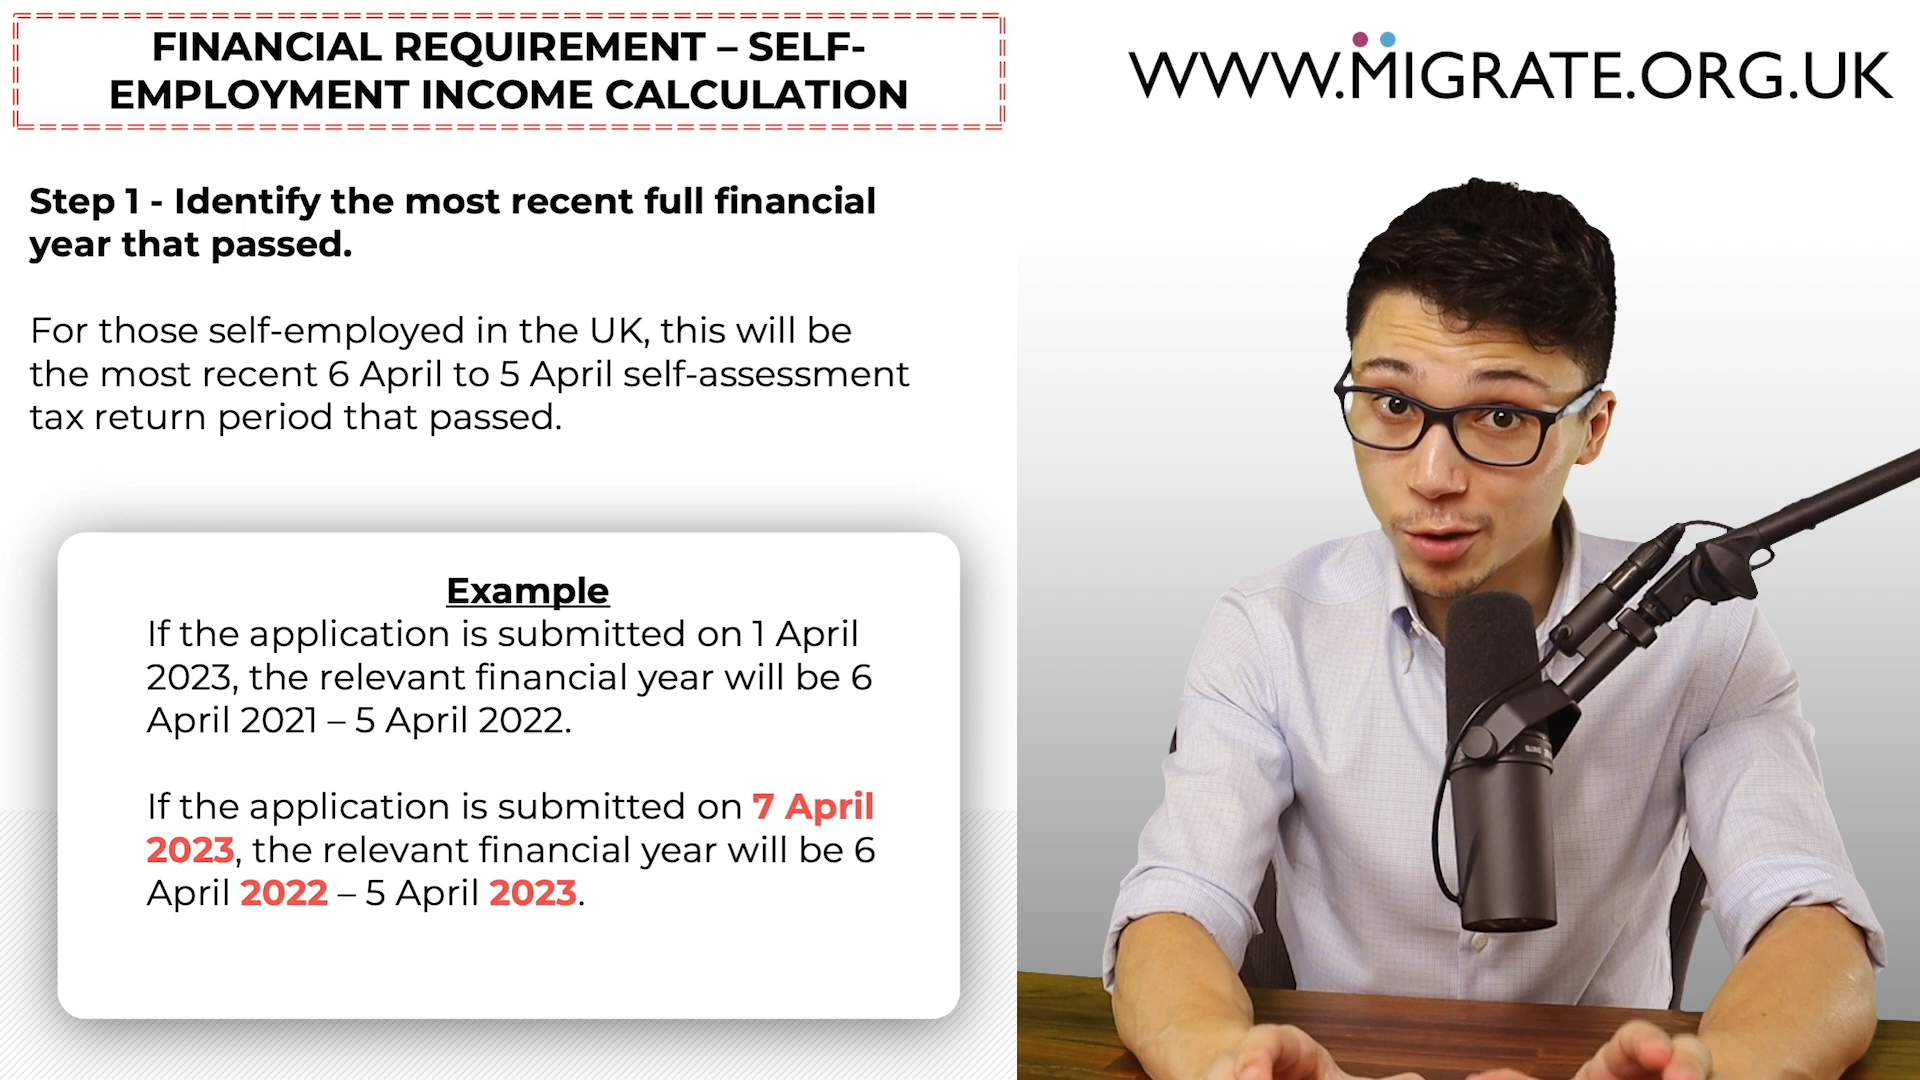 FINANCIAL REQUIREMENT – SELF-
EMPLOYMENT INCOME CALCULATION
WWW.MIGRATE.ORG.UK
Step 1 - Identify the most recent full financial
year that passed.
For those self-employed in the UK, this will be
the most recent 6 April to 5 April self-assessment
tax return period that passed.
Example
If the application is submitted on 1 April
2023, the relevant financial year will be 6
April 2021 – 5 April 2022.
If the application is submitted on 7 April
2023, the relevant financial year will be 6
April 2022 – 5 April 2023.